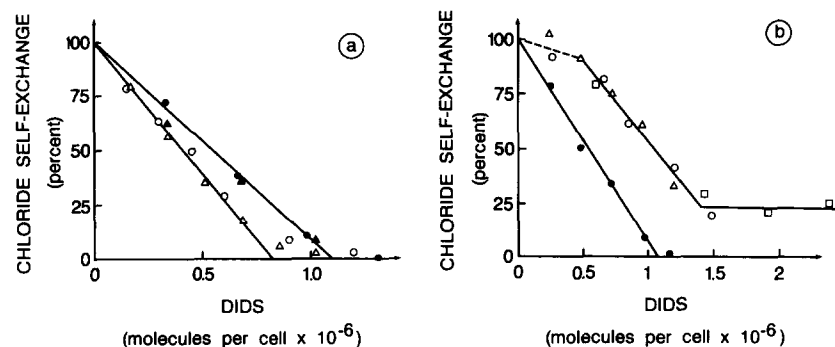 a
CHLORIDE SELF-EXCHANGE
(percent)
100
75
50
25
0
0
0.5
1.0
DIDS
(molecules per cell x 10-6)
b
CHLORIDE SELF-EXCHANGE
(percent)
100
75
50
25
0
0
0.5
1
1.5
2
DIDS
(molecules per cell x 10-6)